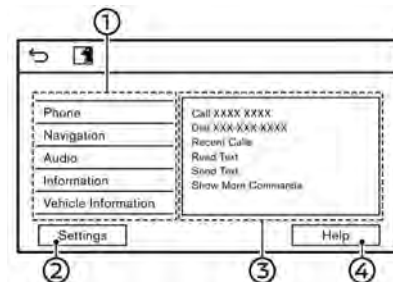 ①
Phone
Navigation
Audio
Information
Vehicle Information
Call XXXX XXXX
Dial XXX-XXX-XXXX
Recent Calls
Read Text
Send Text
Show More Commands
Settings
Help
②
③
④